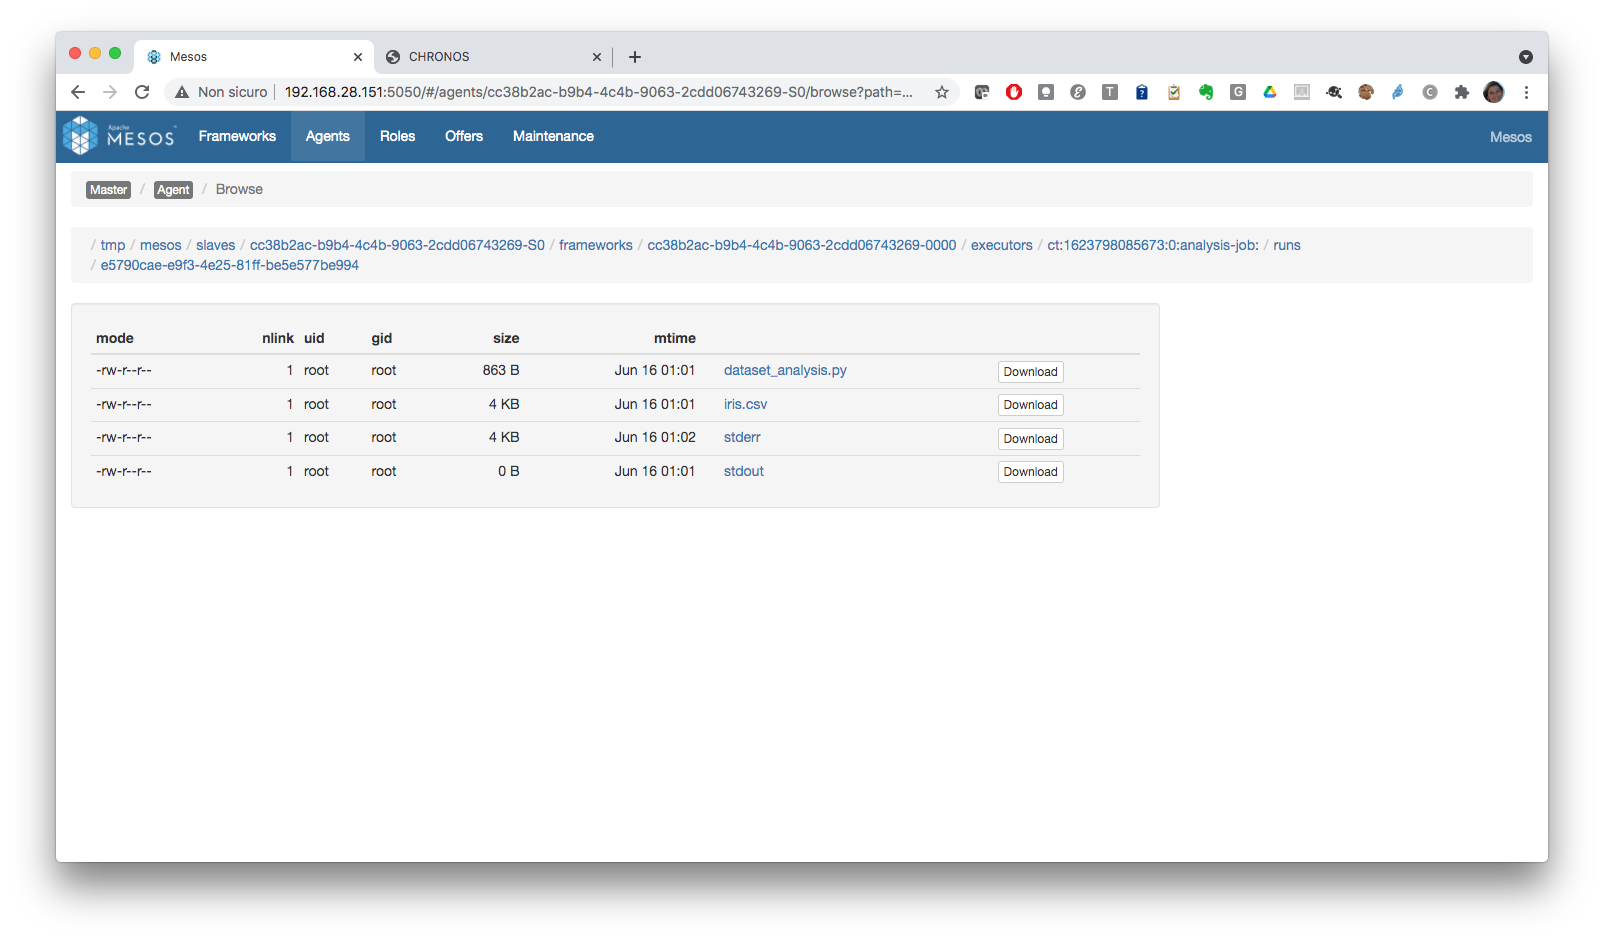 Mesos
CHRONOS
Non sicuro
192.168.28.151:5050/#/agents/cc38b2ac-b9b4-4c4b-9063-2cdd06743269-S0/browse?path=...
Apache
MESOS™
Frameworks
Agents
Roles
Offers
Maintenance
Mesos
Master / Agent / Browse
/ tmp / mesos / slaves / cc38b2ac-b9b4-4c4b-9063-2cdd06743269-S0 / frameworks / cc38b2ac-b9b4-4c4b-9063-2cdd06743269-0000 / executors / ct:1623798085673:0:analysis-job: / runs
/ e5790cae-e9f3-4e25-81ff-be5e577be994
mode nlink uid gid size mtime
-rw-r--r-- 1 root root 863 B Jun 16 01:01 dataset_analysis.py Download
-rw-r--r-- 1 root root 4 KB Jun 16 01:01 iris.csv Download
-rw-r--r-- 1 root root 4 KB Jun 16 01:02 stderr Download
-rw-r--r-- 1 root root 0 B Jun 16 01:01 stdout Download